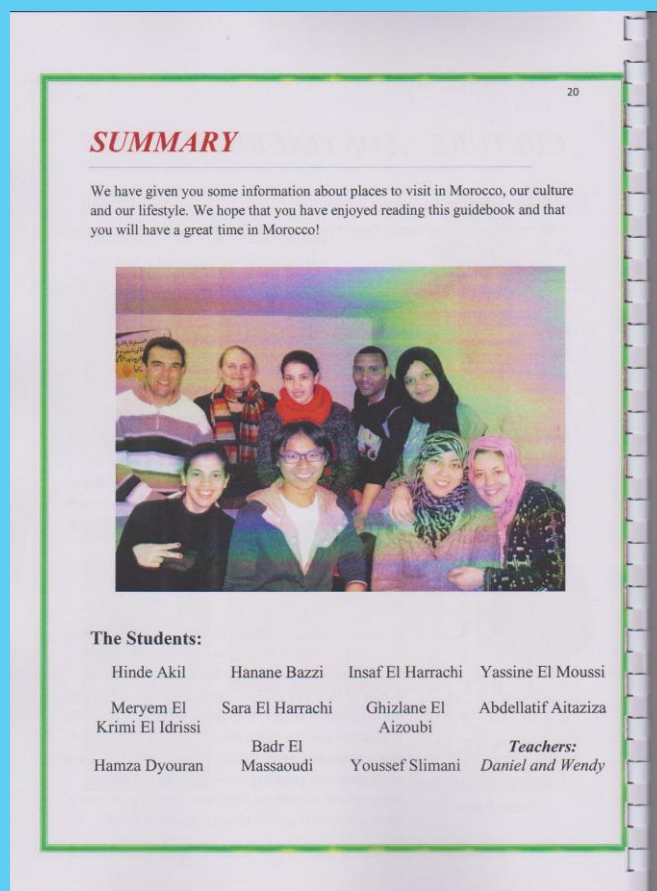 20
SUMMARY
We have given you some information about places to visit in Morocco, our culture
and our lifestyle. We hope that you have enjoyed reading this guidebook and that
you will have a great time in Morocco!
The Students:
Hinde Akil Hanane Bazzi Insaf El Harrachi Yassine El Moussi
Meryem El Sara El Harrachi Ghizlane El Abdellatif Aitaziza
Krimi El Idrissi Aizoubi
Badr El Teachers:
Hamza Dyouran Massaoudi Youssef Slimani Daniel and Wendy